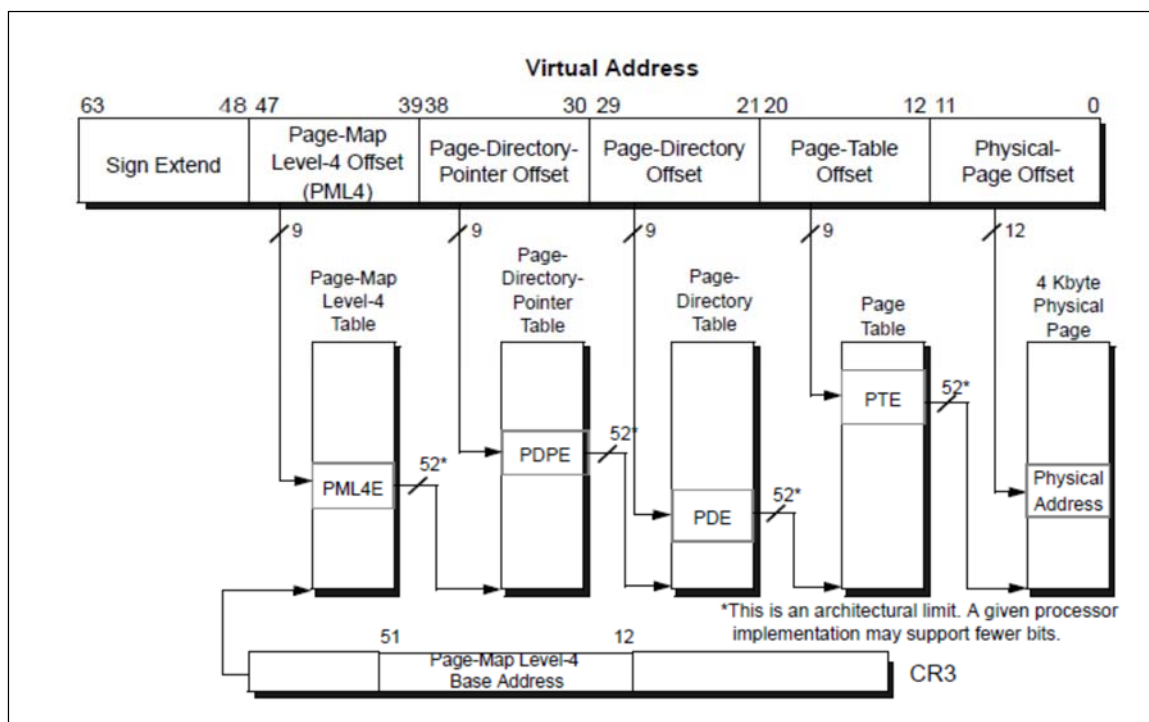 Virtual Address
63 48 47 39 38 30 29 21 20 12 11 0
Sign Extend
Page-Map
Level-4 Offset
(PML4)
Page-Directory-
Pointer Offset
Page-Directory
Offset
Page-Table
Offset
Physical-
Page Offset
9 9 9 9 12
Page-Map
Level-4
Table
Page-
Directory-
Pointer
Table
Page-
Directory
Table
Page
Table
4 Kbyte
Physical
Page
PML4E
52*
PDPE
52*
PDE
52*
PTE
52*
Physical
Address
*This is an architectural limit. A given processor
implementation may support fewer bits.
51 12
Page-Map Level-4
Base Address
CR3